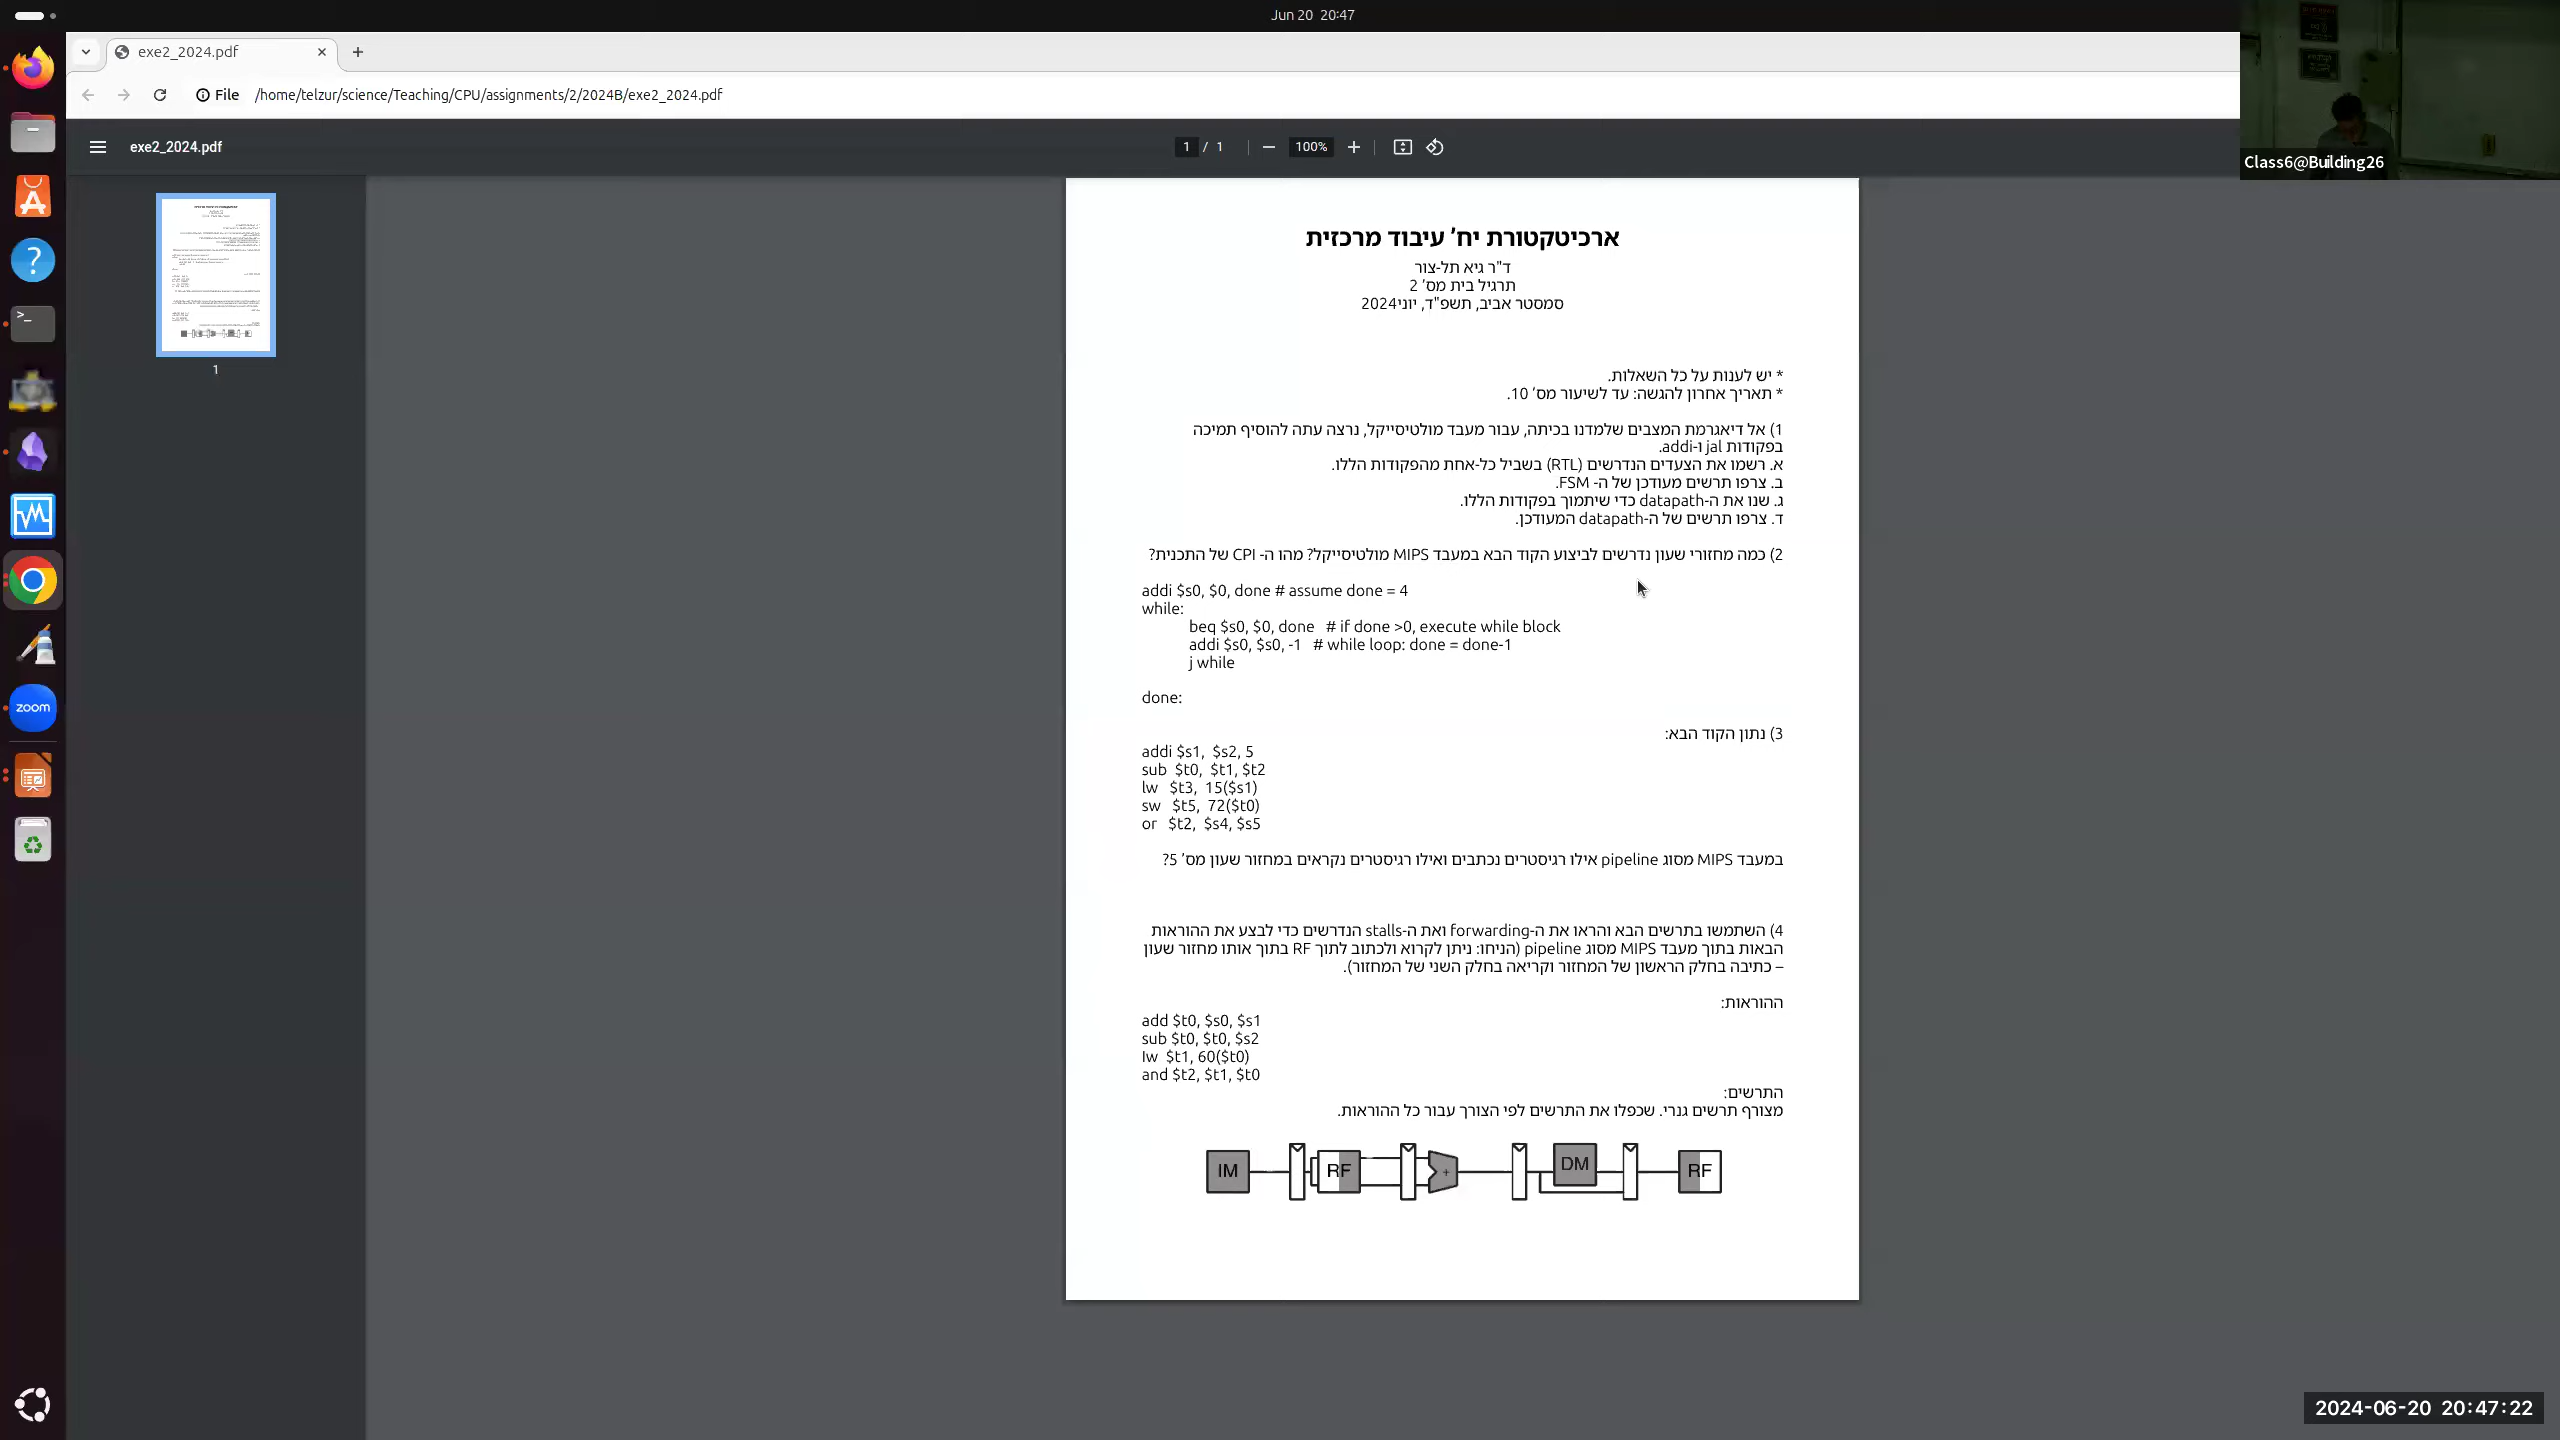 Jun 20 20:47
exe2_2024.pdf
File /home/telzur/science/Teaching/CPU/assignments/2/2024B/exe2_2024.pdf
exe2_2024.pdf
1 / 1
100%
Class6@Building26
1
zoom
ארכיטקטורת יח' עיבוד מרכזית
ד"ר גיא תל-צור
תרגיל בית מס' 2
סמסטר אביב, תשפ"ד, יוני2024
* יש לענות על כל השאלות.
* תאריך אחרון להגשה: עד לשיעור מס' 10.
1) אל דיאגרמת המצבים שלמדנו בכיתה, עבור מעבד מולטיסייקל, נרצה עתה להוסיף תמיכה
בפקודות jal ו-addi.
א. רשמו את הצעדים הנדרשים (RTL) בשביל כל-אחת מהפקודות הללו.
ב. צרפו תרשים מעודכן של ה- FSM.
ג. שנו את ה-datapath כדי שיתמוך בפקודות הללו.
ד. צרפו תרשים של ה-datapath המעודכן.
2) כמה מחזורי שעון נדרשים לביצוע הקוד הבא במעבד MIPS מולטיסייקל? מהו ה- CPI של התכנית?
addi $s0, $0, done # assume done = 4
while:
beq $s0, $0, done # if done >0, execute while block
addi $s0, $s0, -1 # while loop: done = done-1
j while
done:
3) נתון הקוד הבא:
addi $s1, $s2, 5
sub $t0, $t1, $t2
lw $t3, 15($s1)
sw $t5, 72($t0)
or $t2, $s4, $s5
במעבד MIPS מסוג pipeline אילו רגיסטרים נכתבים ואילו רגיסטרים נקראים במחזור שעון מס' 5?
4) השתמשו בתרשים הבא והראו את ה-forwarding ואת ה-stalls הנדרשים כדי לבצע את ההוראות
הבאות בתוך מעבד MIPS מסוג pipeline (הניחו: ניתן לקרוא ולכתוב לתוך RF בתוך אותו מחזור שעון
– כתיבה בחלק הראשון של המחזור וקריאה בחלק השני של המחזור).
ההוראות:
add $t0, $s0, $s1
sub $t0, $t0, $s2
lw $t1, 60($t0)
and $t2, $t1, $t0
התרשים:
מצורף תרשים גנרי. שכפלו את התרשים לפי הצורך עבור כל ההוראות.
IM RF + DM RF
2024-06-20 20:47:22